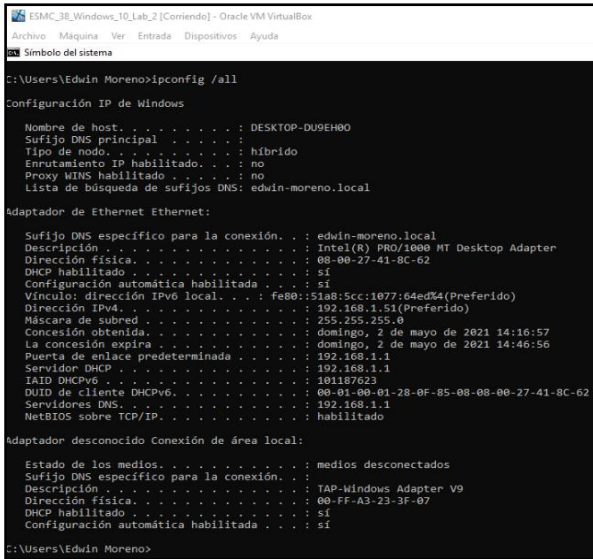 ESMC_38_Windows_10_Lab_2 [Corriendo] - Oracle VM VirtualBox
Archivo Máquina Ver Entrada Dispositivos Ayuda
Símbolo del sistema
C:\Users\Edwin Moreno>ipconfig /all
Configuración IP de Windows
Nombre de host. . . . . . . . . : DESKTOP-DU9EH0O
Sufijo DNS principal . . . . . :
Tipo de nodo. . . . . . . . . . : híbrido
Enrutamiento IP habilitado. . . : no
Proxy WINS habilitado . . . . . : no
Lista de búsqueda de sufijos DNS: edwin-moreno.local
Adaptador de Ethernet Ethernet:
Sufijo DNS específico para la conexión. . : edwin-moreno.local
Descripción . . . . . . . . . . . . . . . : Intel(R) PRO/1000 MT Desktop Adapter
Dirección física. . . . . . . . . . . . . : 08-00-27-41-8C-62
DHCP habilitado . . . . . . . . . . . . . : sí
Configuración automática habilitada . . . : sí
Vínculo: dirección IPv6 local. . . : fe80::51a8:5cc:1077:64ed%4(Preferido)
Dirección IPv4. . . . . . . . . . . . . . : 192.168.1.51(Preferido)
Máscara de subred . . . . . . . . . . . . : 255.255.255.0
Concesión obtenida. . . . . . . . . . . . : domingo, 2 de mayo de 2021 14:16:57
La concesión expira . . . . . . . . . . . : domingo, 2 de mayo de 2021 14:46:56
Puerta de enlace predeterminada . . . . . : 192.168.1.1
Servidor DHCP . . . . . . . . . . . . . . : 192.168.1.1
IAID DHCPv6 . . . . . . . . . . . . . . . : 101187623
DUID de cliente DHCPv6. . . . . . . . . . : 00-01-00-01-28-0F-85-08-08-00-27-41-8C-62
Servidores DNS. . . . . . . . . . . . . . : 192.168.1.1
NetBIOS sobre TCP/IP. . . . . . . . . . . : habilitado
Adaptador desconocido Conexión de área local:
Estado de los medios. . . . . . . . . . . : medios desconectados
Sufijo DNS específico para la conexión. . :
Descripción . . . . . . . . . . . . . . . : TAP-Windows Adapter V9
Dirección física. . . . . . . . . . . . . : 00-FF-A3-23-3F-07
DHCP habilitado . . . . . . . . . . . . . : sí
Configuración automática habilitada . . . : sí
C:\Users\Edwin Moreno>